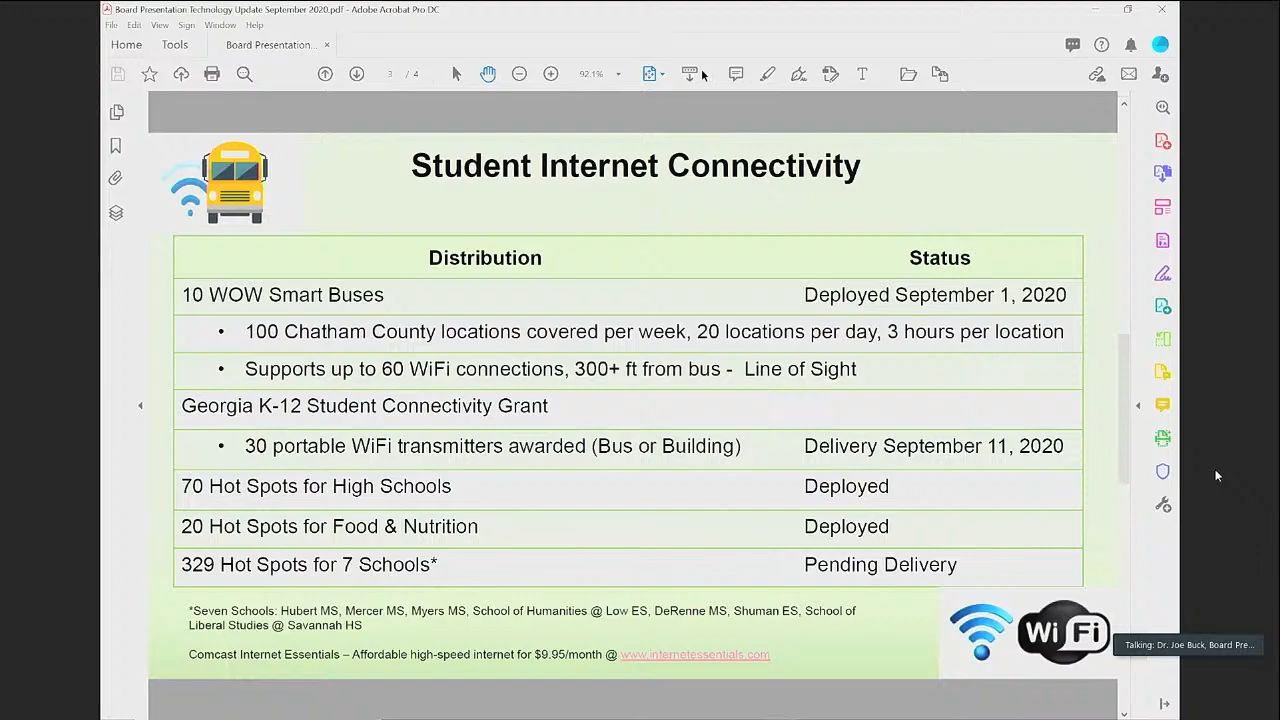 Board Presentation Technology Update September 2020.pdf - Adobe Acrobat Pro DC
File Edit View Sign Window Help
Home Tools Board Presentation... ×
3 / 4 92.1%
Student Internet Connectivity
Distribution Status
10 WOW Smart Buses Deployed September 1, 2020
• 100 Chatham County locations covered per week, 20 locations per day, 3 hours per location
• Supports up to 60 WiFi connections, 300+ ft from bus - Line of Sight
Georgia K-12 Student Connectivity Grant
• 30 portable WiFi transmitters awarded (Bus or Building) Delivery September 11, 2020
70 Hot Spots for High Schools Deployed
20 Hot Spots for Food & Nutrition Deployed
329 Hot Spots for 7 Schools* Pending Delivery
*Seven Schools: Hubert MS, Mercer MS, Myers MS, School of Humanities @ Low ES, DeRenne MS, Shuman ES, School of
Liberal Studies @ Savannah HS
Comcast Internet Essentials – Affordable high-speed internet for $9.95/month @ www.internetessentials.com
Wi Fi
Talking: Dr. Joe Buck, Board Pre...